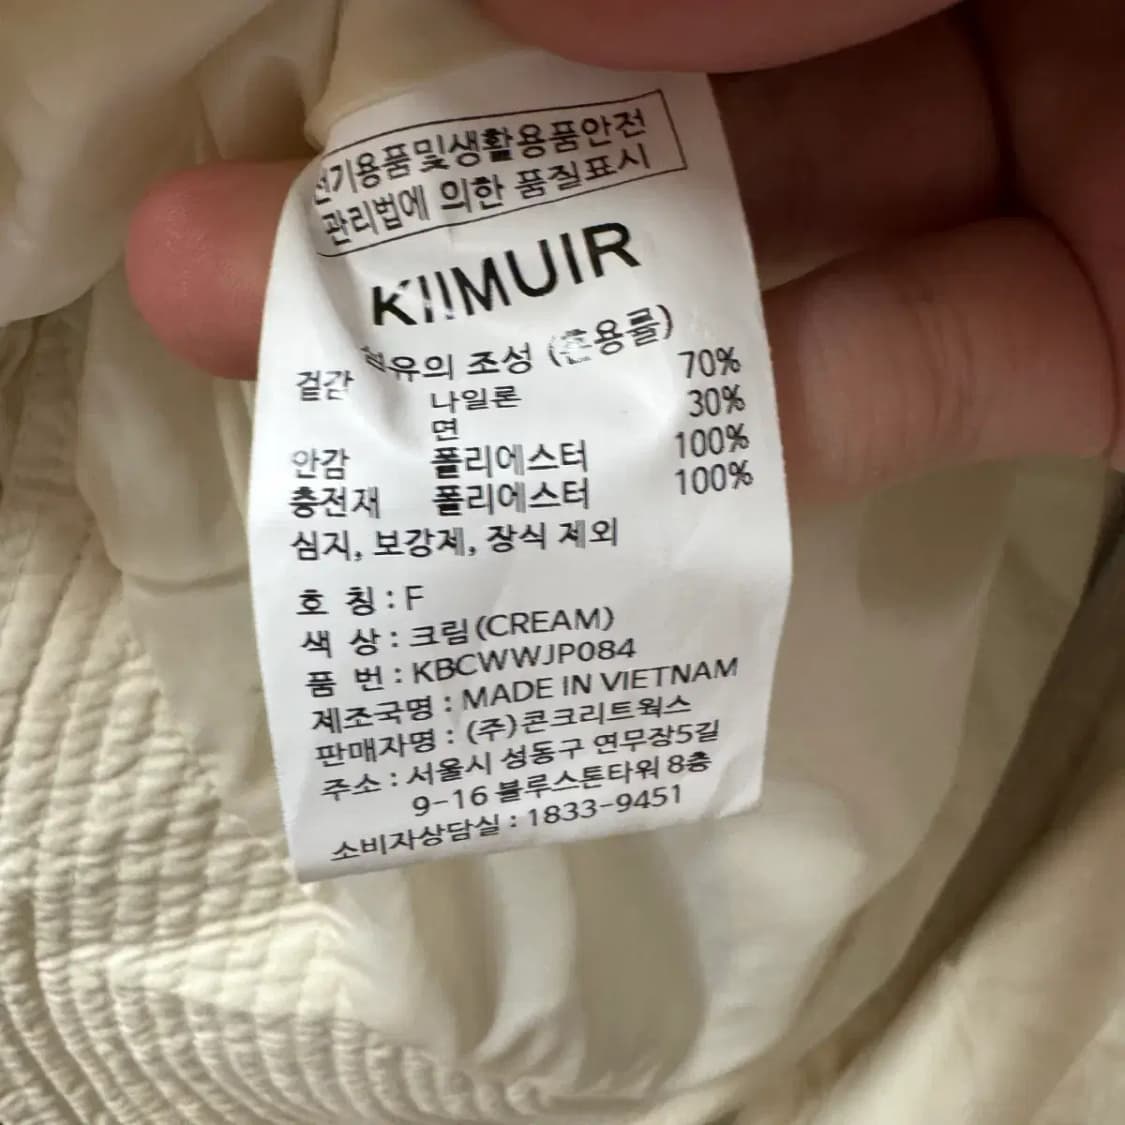 전기용품및생활용품안전
관리법에 의한 품질표시
KIIMUIR
섬유의 조성 (혼용률)
겉감 나일론 70%
면 30%
안감 폴리에스터 100%
충전재 폴리에스터 100%
심지, 보강제, 장식 제외
호 칭 : F
색 상 : 크림(CREAM)
품 번 : KBCWWJP084
제조국명 : MADE IN VIETNAM
판매자명 : (주)콘크리트웍스
주소 : 서울시 성동구 연무장5길
9-16 블루스톤타워 8층
소비자상담실 : 1833-9451